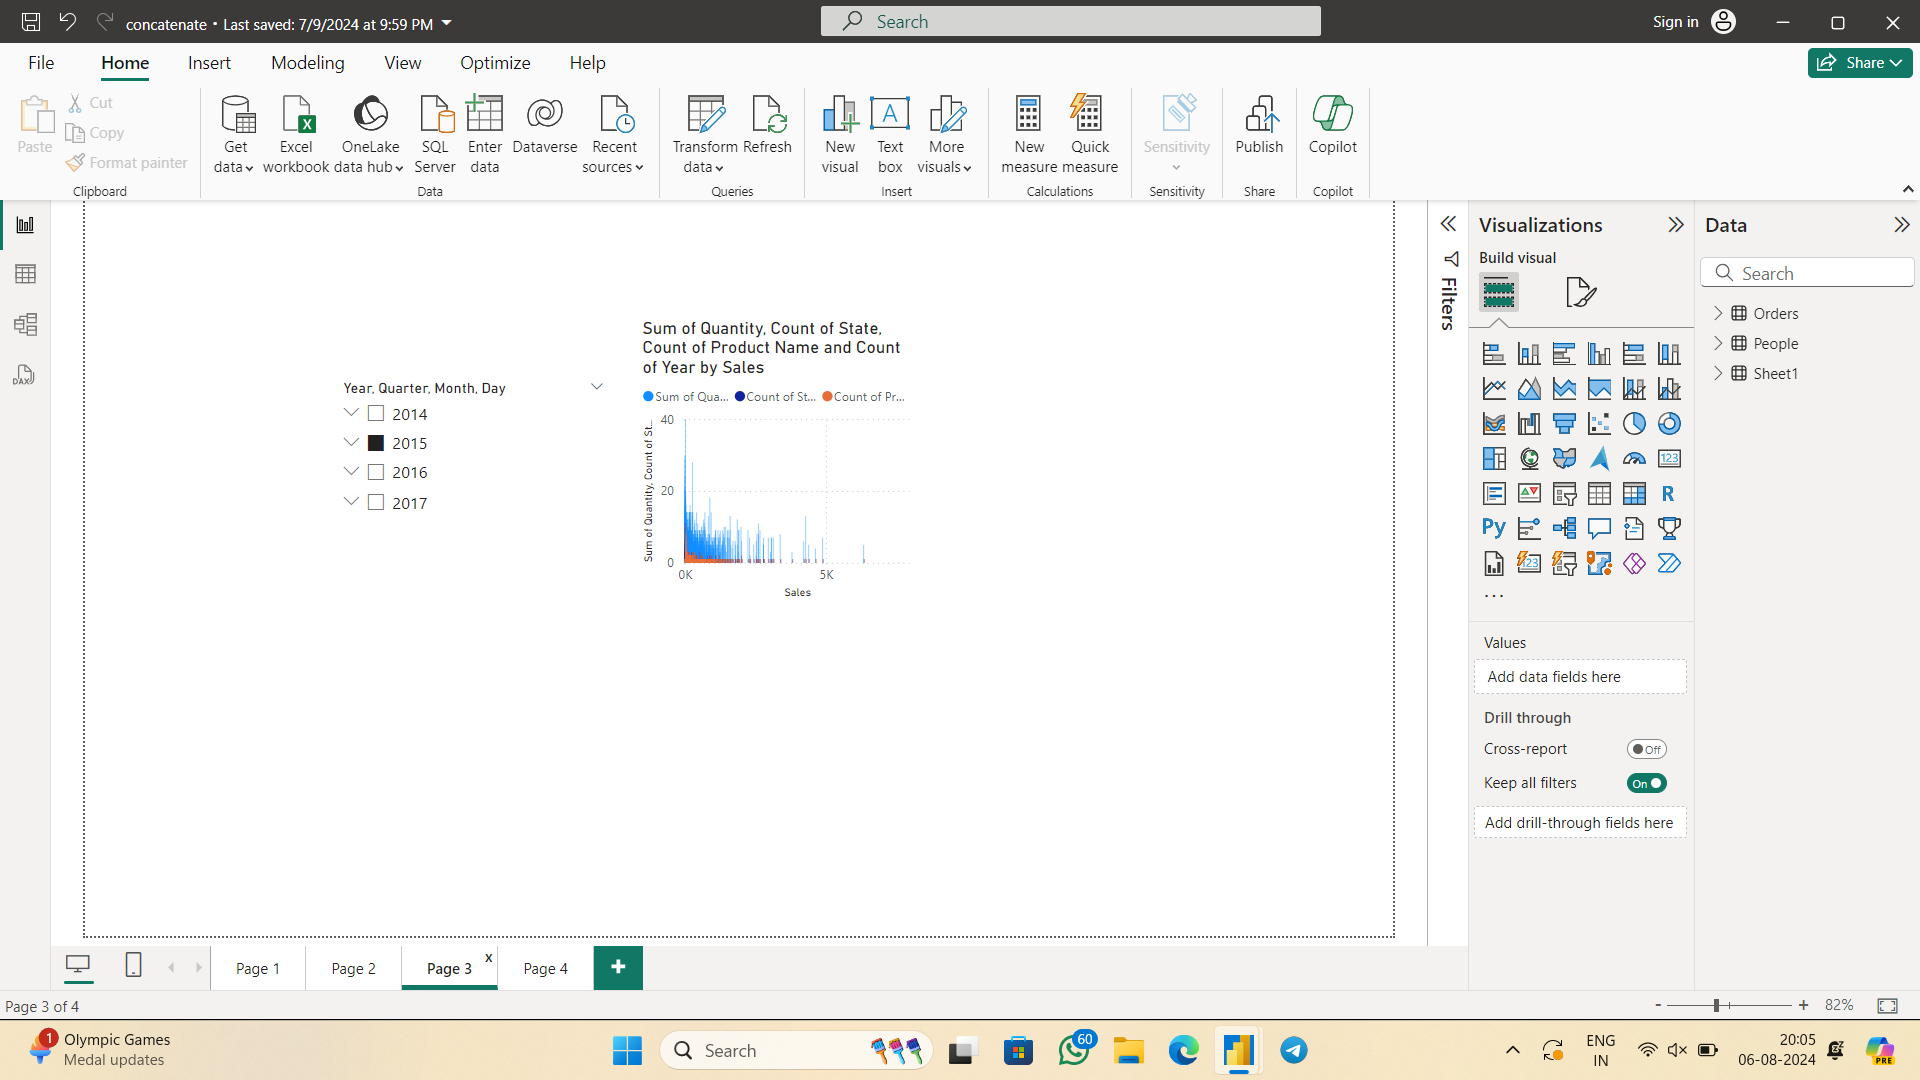 concatenate • Last saved: 7/9/2024 at 9:59 PM
Search
Sign in
File Home Insert Modeling View Optimize Help
Share
Paste
Cut
Copy
Format painter
Clipboard
Get data
Excel workbook
OneLake data hub
SQL Server
Enter data
Dataverse
Recent sources
Data
Transform data
Refresh
Queries
New visual
Text box
More visuals
Insert
New measure
Quick measure
Calculations
Sensitivity
Sensitivity
Publish
Share
Copilot
Copilot
Year, Quarter, Month, Day
2014
2015
2016
2017
Sum of Quantity, Count of State,
Count of Product Name and Count
of Year by Sales
Sum of Qua... Count of St... Count of Pr...
Sum of Quantity, Count of St...
40
20
0
0K 5K
Sales
Filters
Visualizations
Build visual
123
R
Py
123
...
Values
Add data fields here
Drill through
Cross-report Off
Keep all filters On
Add drill-through fields here
Data
Search
Orders
People
Sheet1
Page 1 Page 2 Page 3 x Page 4 +
Page 3 of 4
- + 82%
1
Olympic Games
Medal updates
Search
60
ENG
IN
20:05
06-08-2024
PRE